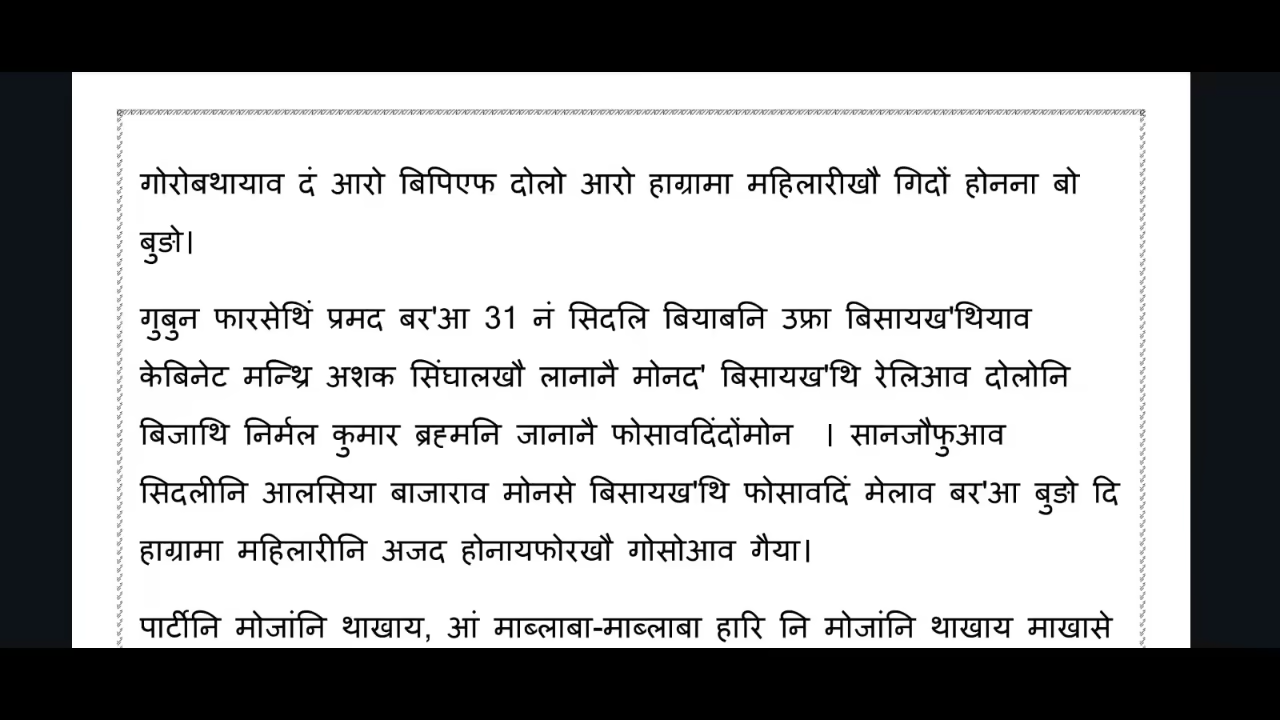 गोरोबथायाव दं आरो बिपिएफ दोलो आरो हाग्रामा महिलारीखौ गिदों होनना बो
बुङो।
गुबुन फारसेथिं प्रमद बर'आ 31 नं सिदलि बियाबनि उफ्रा बिसायख'थियाव
केबिनेट मन्थ्रि अशक सिंघालखौ लानानै मोनद' बिसायख'थि रेलिआव दोलोनि
बिजाथि निर्मल कुमार ब्रह्मनि जानानै फोसावदिंदोंमोन । सानजौफुआव
सिदलीनि आलसिया बाजाराव मोनसे बिसायख'थि फोसावदिं मेलाव बर'आ बुङो दि
हाग्रामा महिलारीनि अजद होनायफोरखौ गोसोआव गैया।
पार्टीनि मोजांनि थाखाय, आं माब्लाबा-माब्लाबा हारि नि मोजांनि थाखाय माखासे